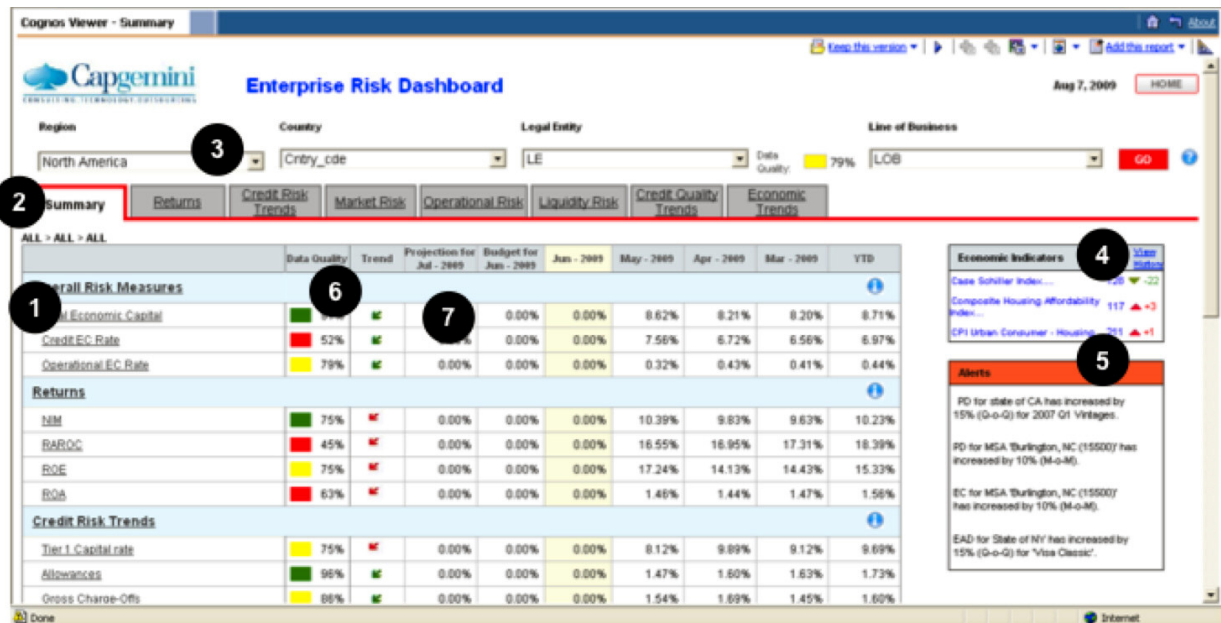 Cognos Viewer - Summary
About
Keep this version
Add this report
Capgemini
CONSULTING.TECHNOLOGY.OUTSOURCING
Enterprise Risk Dashboard
Aug 7, 2009
HOME
Region Country Legal Entity Line of Business
North America Cntry_cde LE Data Quality: 79% LOB GO ?
3
2
Summary Returns Credit Risk Trends Market Risk Operational Risk Liquidity Risk Credit Quality Trends Economic Trends
ALL > ALL > ALL
Data Quality Trend Projection for Jul - 2009 Budget for Jun - 2009 Jun - 2009 May - 2009 Apr - 2009 Mar - 2009 YTD
Risk Measures
1
6
7
Economic Capital 0.00% 0.00% 8.62% 8.21% 8.20% 8.71%
Credit EC Rate 52% 0.00% 0.00% 7.56% 6.72% 6.56% 6.97%
Operational EC Rate 79% 0.00% 0.00% 0.00% 0.32% 0.43% 0.41% 0.44%
Returns
NIM 75% 0.00% 0.00% 0.00% 10.39% 9.83% 9.63% 10.23%
RAROC 45% 0.00% 0.00% 0.00% 16.55% 16.95% 17.31% 18.39%
ROE 75% 0.00% 0.00% 0.00% 17.24% 14.13% 14.43% 15.33%
ROA 63% 0.00% 0.00% 0.00% 1.46% 1.44% 1.47% 1.56%
Credit Risk Trends
Tier 1 Capital rate 75% 0.00% 0.00% 0.00% 8.12% 9.89% 9.12% 9.69%
Allowances 96% 0.00% 0.00% 0.00% 1.47% 1.60% 1.63% 1.73%
Gross Charge-Offs 86% 0.00% 0.00% 0.00% 1.54% 1.69% 1.45% 1.60%
Economic Indicators
4
View History
Case Schiller Index... -22
Composite Housing Affordability 117 +3
Index...
CPI Urban Consumer - Housing +1
5
Alerts
PD for state of CA has increased by
15% (Q-o-Q) for 2007 Q1 Vintages.
PD for MSA 'Burlington, NC (15500)' has
increased by 10% (M-o-M).
EC for MSA 'Burlington, NC (15500)'
has increased by 10% (M-o-M).
EAD for State of NY has increased by
15% (Q-o-Q) for 'Visa Classic'.
Done
Internet